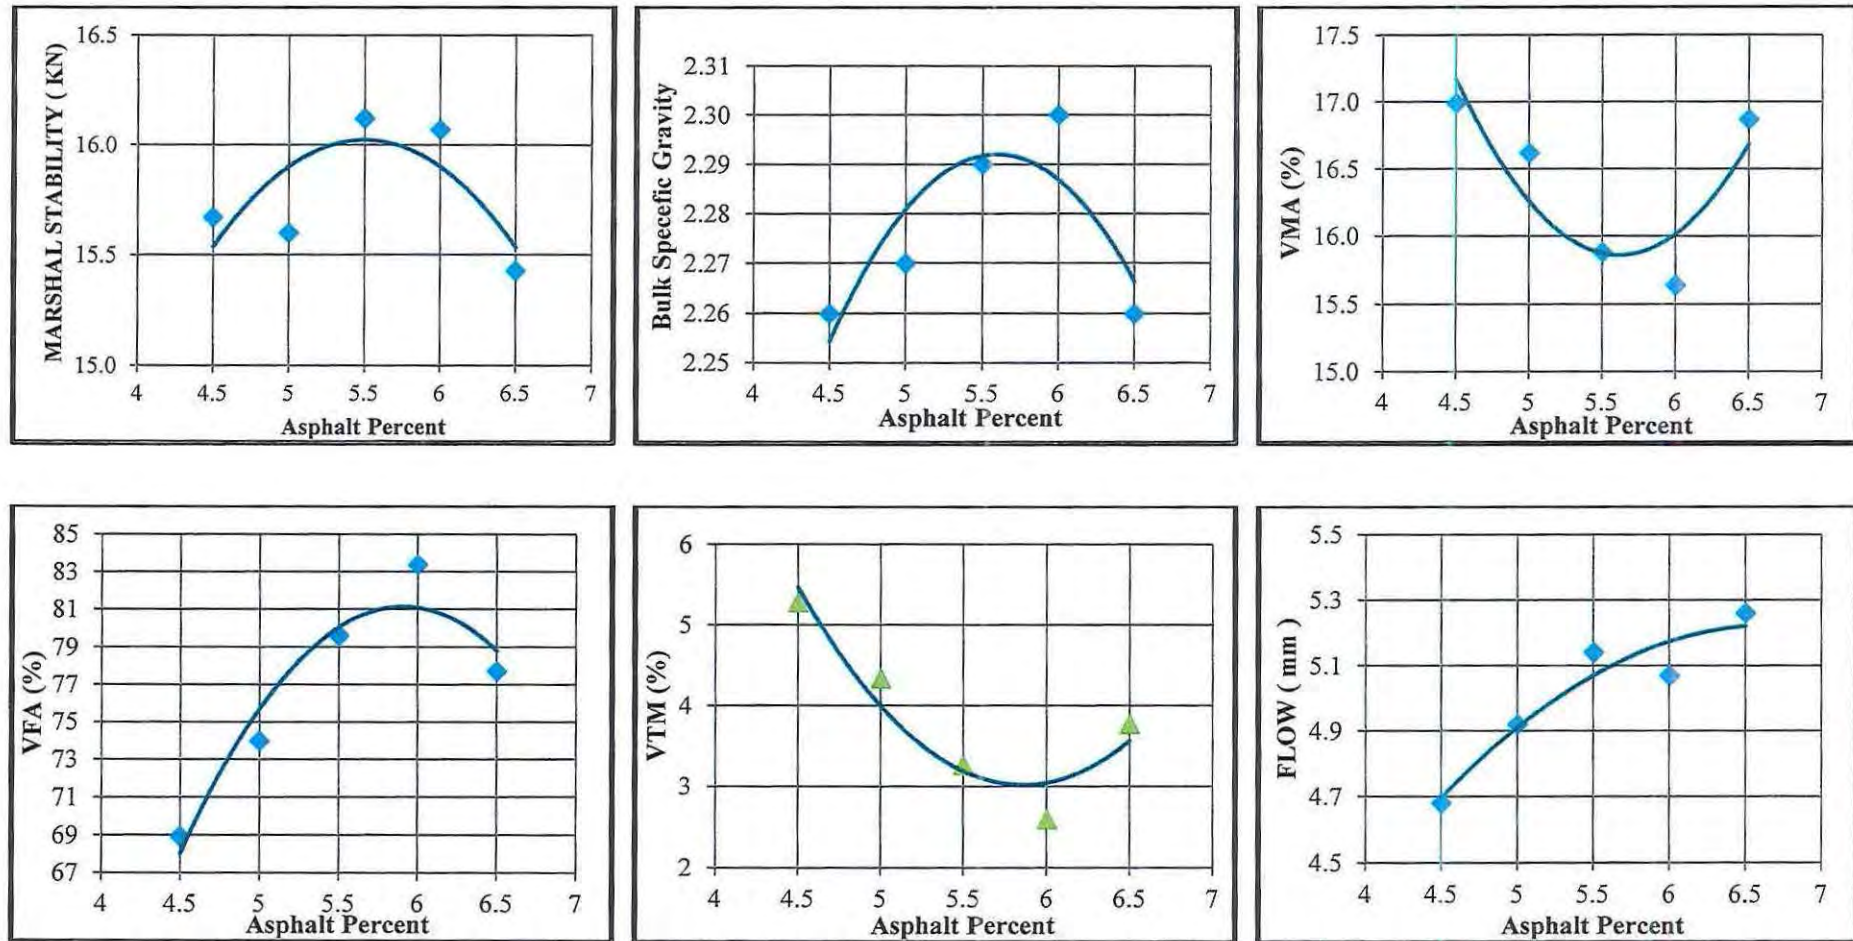 MARSHAL STABILITY ( KN)
16.5
16.0
15.5
15.0
4 4.5 5 5.5 6 6.5 7
Asphalt Percent
Bulk Specefic Gravity
2.31
2.30
2.29
2.28
2.27
2.26
2.25
4 4.5 5 5.5 6 6.5 7
Asphalt Percent
VMA (%)
17.5
17.0
16.5
16.0
15.5
15.0
4 4.5 5 5.5 6 6.5 7
Asphalt Percent
VFA (%)
85
83
81
79
77
75
73
71
69
67
4 4.5 5 5.5 6 6.5 7
Asphalt Percent
VTM (%)
6
5
4
3
2
4 4.5 5 5.5 6 6.5 7
Asphalt Percent
FLOW ( mm )
5.5
5.3
5.1
4.9
4.7
4.5
4 4.5 5 5.5 6 6.5 7
Asphalt Percent